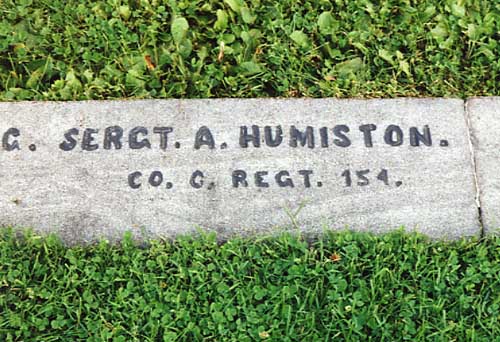 G. SERGT. A. HUMISTON.
CO. C, REGT. 154.